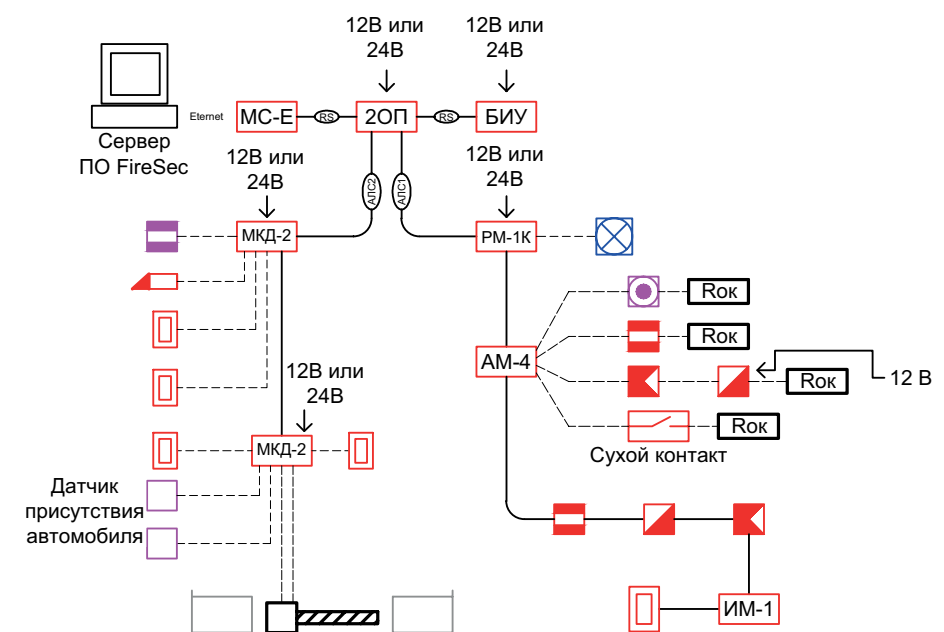 12В или
24В
12В или
24В
Eternet
МС-Е
RS
2ОП
RS
БИУ
Сервер
ПО FireSec
12В или
24В
АЛС2
АЛС1
12В или
24В
МКД-2
РМ-1К
Rок
Rок
АМ-4
12В или
24В
Rок
12 В
Rок
МКД-2
Сухой контакт
Датчик
присутствия
автомобиля
ИМ-1